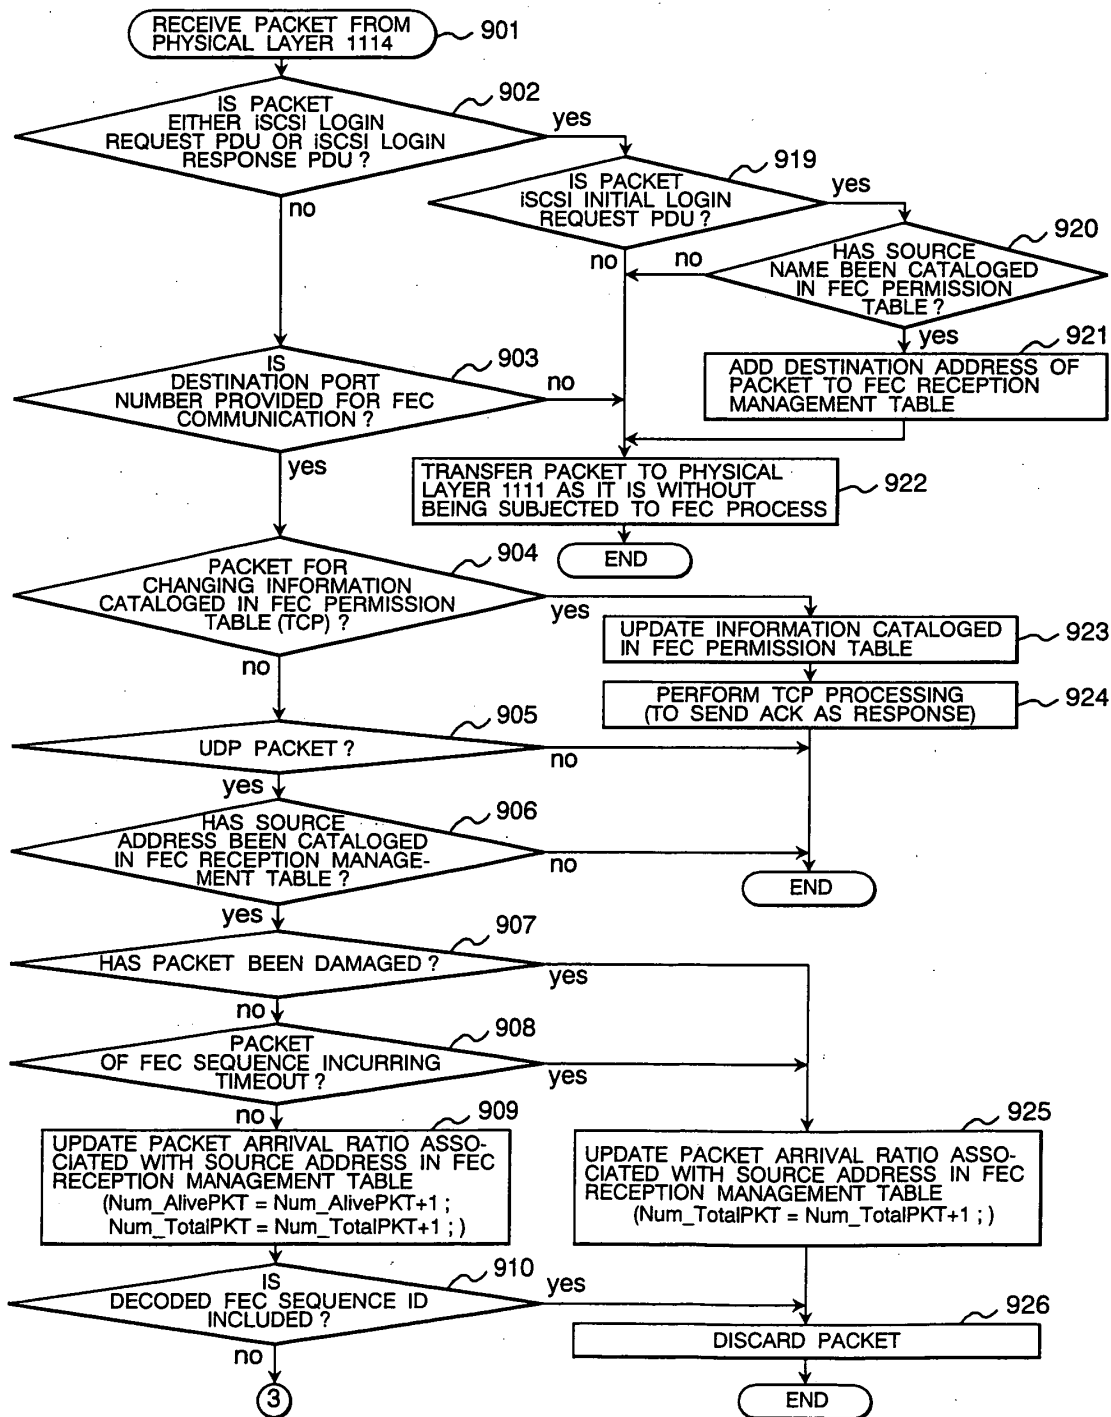 RECEIVE PACKET FROM
PHYSICAL LAYER 1114
901
IS PACKET
EITHER iSCSI LOGIN
REQUEST PDU OR iSCSI LOGIN
RESPONSE PDU ?
902
yes
no
IS PACKET
iSCSI INITIAL LOGIN
REQUEST PDU ?
919
yes
no
HAS SOURCE
NAME BEEN CATALOGED
IN FEC PERMISSION
TABLE ?
920
no
yes
ADD DESTINATION ADDRESS OF
PACKET TO FEC RECEPTION
MANAGEMENT TABLE
921
IS
DESTINATION PORT
NUMBER PROVIDED FOR FEC
COMMUNICATION ?
903
no
yes
TRANSFER PACKET TO PHYSICAL
LAYER 1111 AS IT IS WITHOUT
BEING SUBJECTED TO FEC PROCESS
922
END
PACKET FOR
CHANGING INFORMATION
CATALOGED IN FEC PERMISSION
TABLE (TCP) ?
904
yes
no
UPDATE INFORMATION CATALOGED
IN FEC PERMISSION TABLE
923
PERFORM TCP PROCESSING
(TO SEND ACK AS RESPONSE)
924
UDP PACKET ?
905
no
yes
HAS SOURCE
ADDRESS BEEN CATALOGED
IN FEC RECEPTION MANAGE-
MENT TABLE ?
906
no
yes
END
HAS PACKET BEEN DAMAGED ?
907
yes
no
PACKET
OF FEC SEQUENCE INCURRING
TIMEOUT ?
908
yes
no
UPDATE PACKET ARRIVAL RATIO ASSO-
CIATED WITH SOURCE ADDRESS IN FEC
RECEPTION MANAGEMENT TABLE
(Num_AlivePKT = Num_AlivePKT+1 ;
Num_TotalPKT = Num_TotalPKT+1 ; )
909
UPDATE PACKET ARRIVAL RATIO ASSO-
CIATED WITH SOURCE ADDRESS IN FEC
RECEPTION MANAGEMENT TABLE
(Num_TotalPKT = Num_TotalPKT+1 ; )
925
IS
DECODED FEC SEQUENCE ID
INCLUDED ?
910
yes
no
DISCARD PACKET
926
3
END